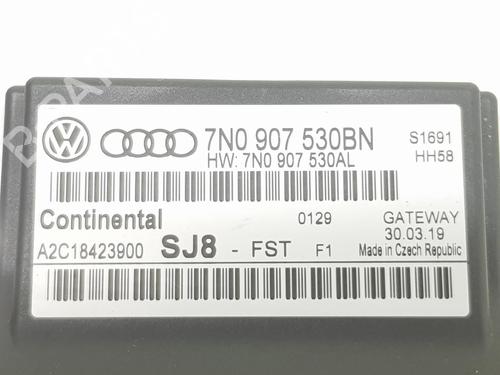 7N0 907 530BN
S1691
HW: 7N0 907 530AL
HH58
Continental
0129
GATEWAY
30.03.19
A2C18423900 SJ8 - FST F1
Made in Czech Republic